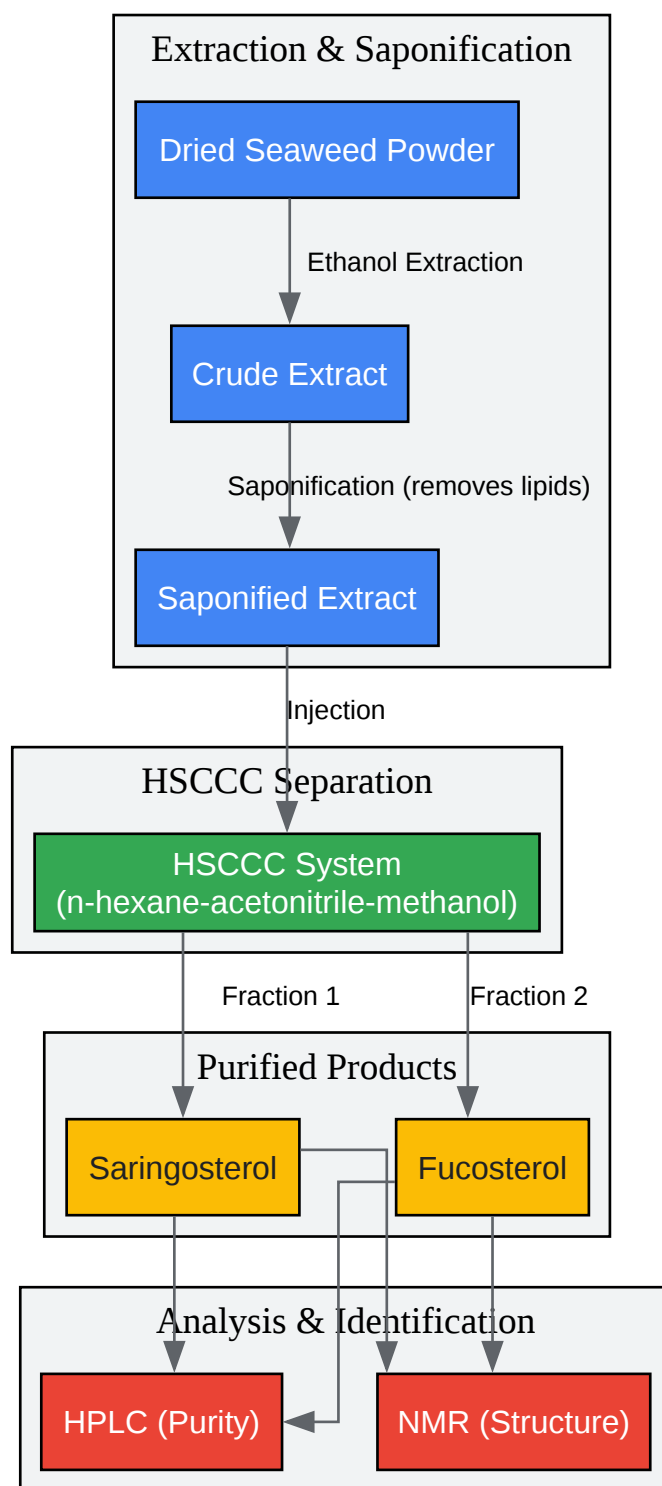 Extraction & Saponification
Dried Seaweed Powder
Ethanol Extraction
Crude Extract
Saponification (removes lipids)
Saponified Extract
Injection
HSCCC Separation
HSCCC System
(n-hexane-acetonitrile-methanol)
Fraction 1
Fraction 2
Purified Products
Saringosterol
Fucosterol
Analysis & Identification
HPLC (Purity)
NMR (Structure)